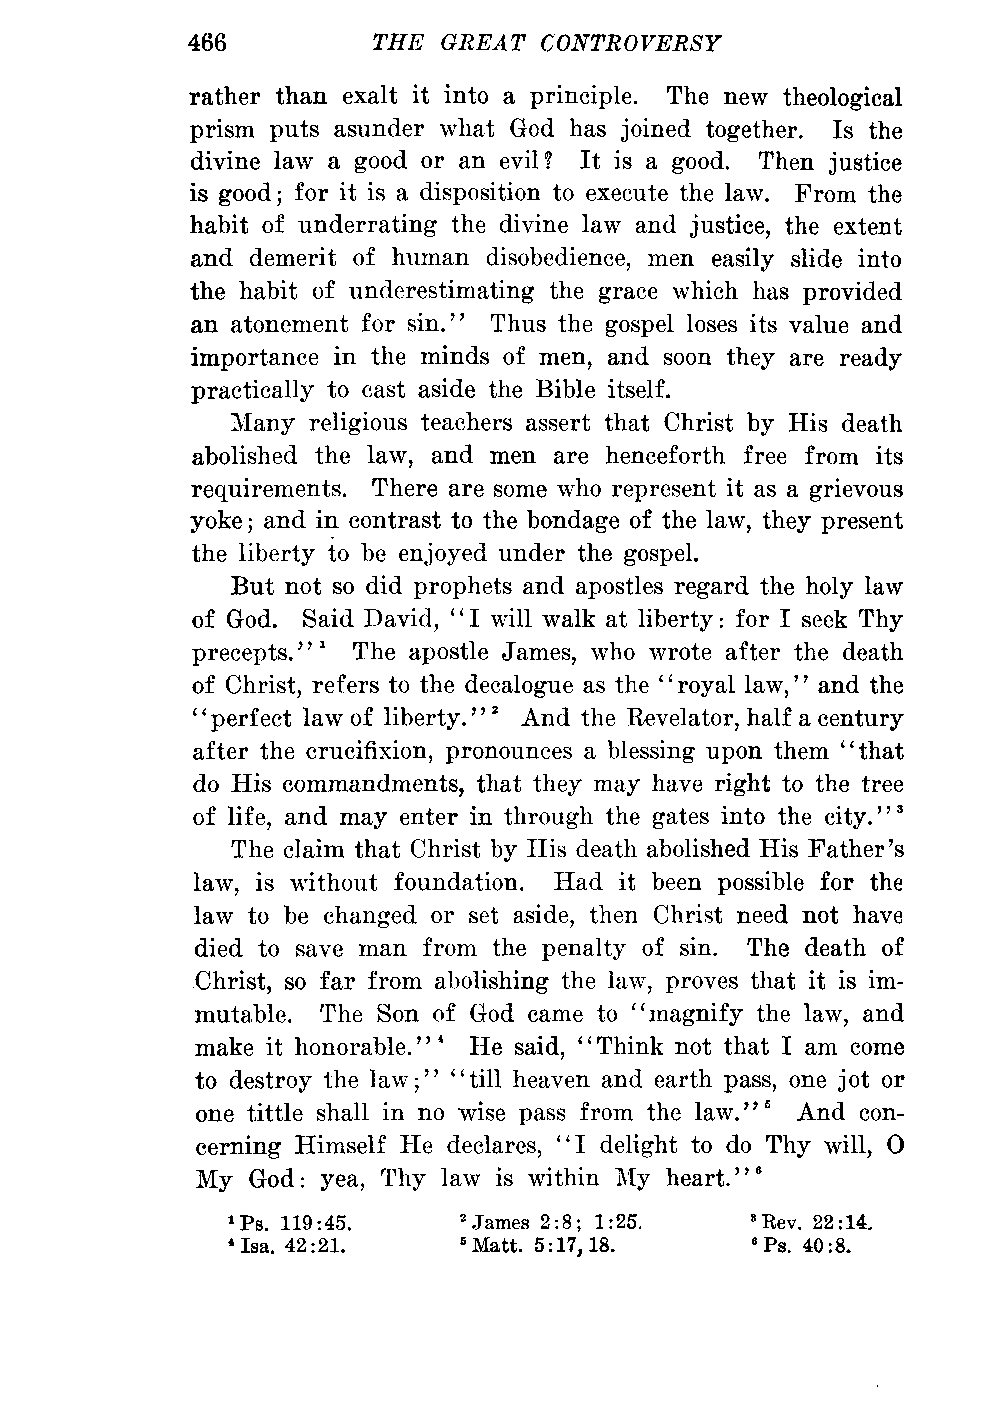 466 THE GREAT CONTROVERSY
rather than exalt it into a principle. The new theological
prism puts asunder what God has joined together. Is the
divine law a good or an evil? It is a good. Then justice
is good; for it is a disposition to execute the law. From the
habit of underrating the divine law and justice, the extent
and demerit of human disobedience, men easily slide into
the habit of underestimating the grace which has provided
an atonement for sin.'' Thus the gospel loses its value and
importance in the minds of men, and soon they are ready
practically to cast aside the Bible itself.
Many religious teachers assert that Christ by His death
abolished the law, and men are henceforth free from its
requirements. There are some who represent it as a grievous
yoke; and in contrast to the bondage of the law, they present
the liberty to be enjoyed under the gospel.
But not so did prophets and apostles regard the holy law
of God. Said David, ''I will walk at liberty: for I seek Thy
precepts.''¹ The apostle James, who wrote after the death
of Christ, refers to the decalogue as the ''royal law,'' and the
''perfect law of liberty.''² And the Revelator, half a century
after the crucifixion, pronounces a blessing upon them ''that
do His commandments, that they may have right to the tree
of life, and may enter in through the gates into the city.''³
The claim that Christ by His death abolished His Father's
law, is without foundation. Had it been possible for the
law to be changed or set aside, then Christ need not have
died to save man from the penalty of sin. The death of
Christ, so far from abolishing the law, proves that it is im-
mutable. The Son of God came to ''magnify the law, and
make it honorable.''⁴ He said, ''Think not that I am come
to destroy the law;'' ''till heaven and earth pass, one jot or
one tittle shall in no wise pass from the law.''⁵ And con-
cerning Himself He declares, ''I delight to do Thy will, O
My God: yea, Thy law is within My heart.''⁶
¹Ps. 119:45. ²James 2:8; 1:25. ³Rev. 22:14.
⁴Isa. 42:21. ⁵Matt. 5:17,18. ⁶Ps. 40:8.